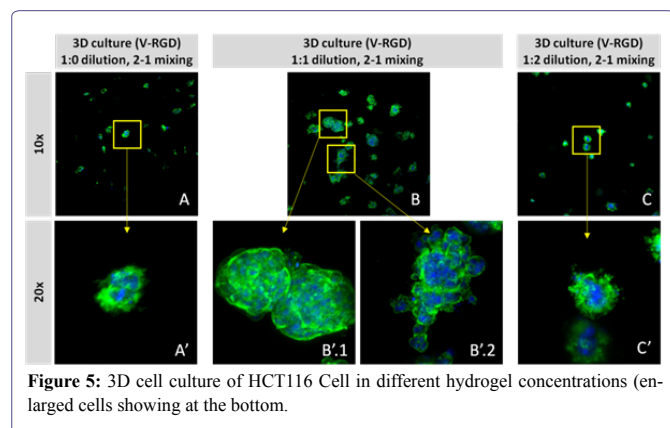 3D culture (V-RGD)
1:0 dilution, 2-1 mixing
3D culture (V-RGD)
1:1 dilution, 2-1 mixing
3D culture (V-RGD)
1:2 dilution, 2-1 mixing
10x
A
B
C
20x
A'
B'.1
B'.2
C'
Figure 5: 3D cell culture of HCT116 Cell in different hydrogel concentrations (en-
larged cells showing at the bottom.